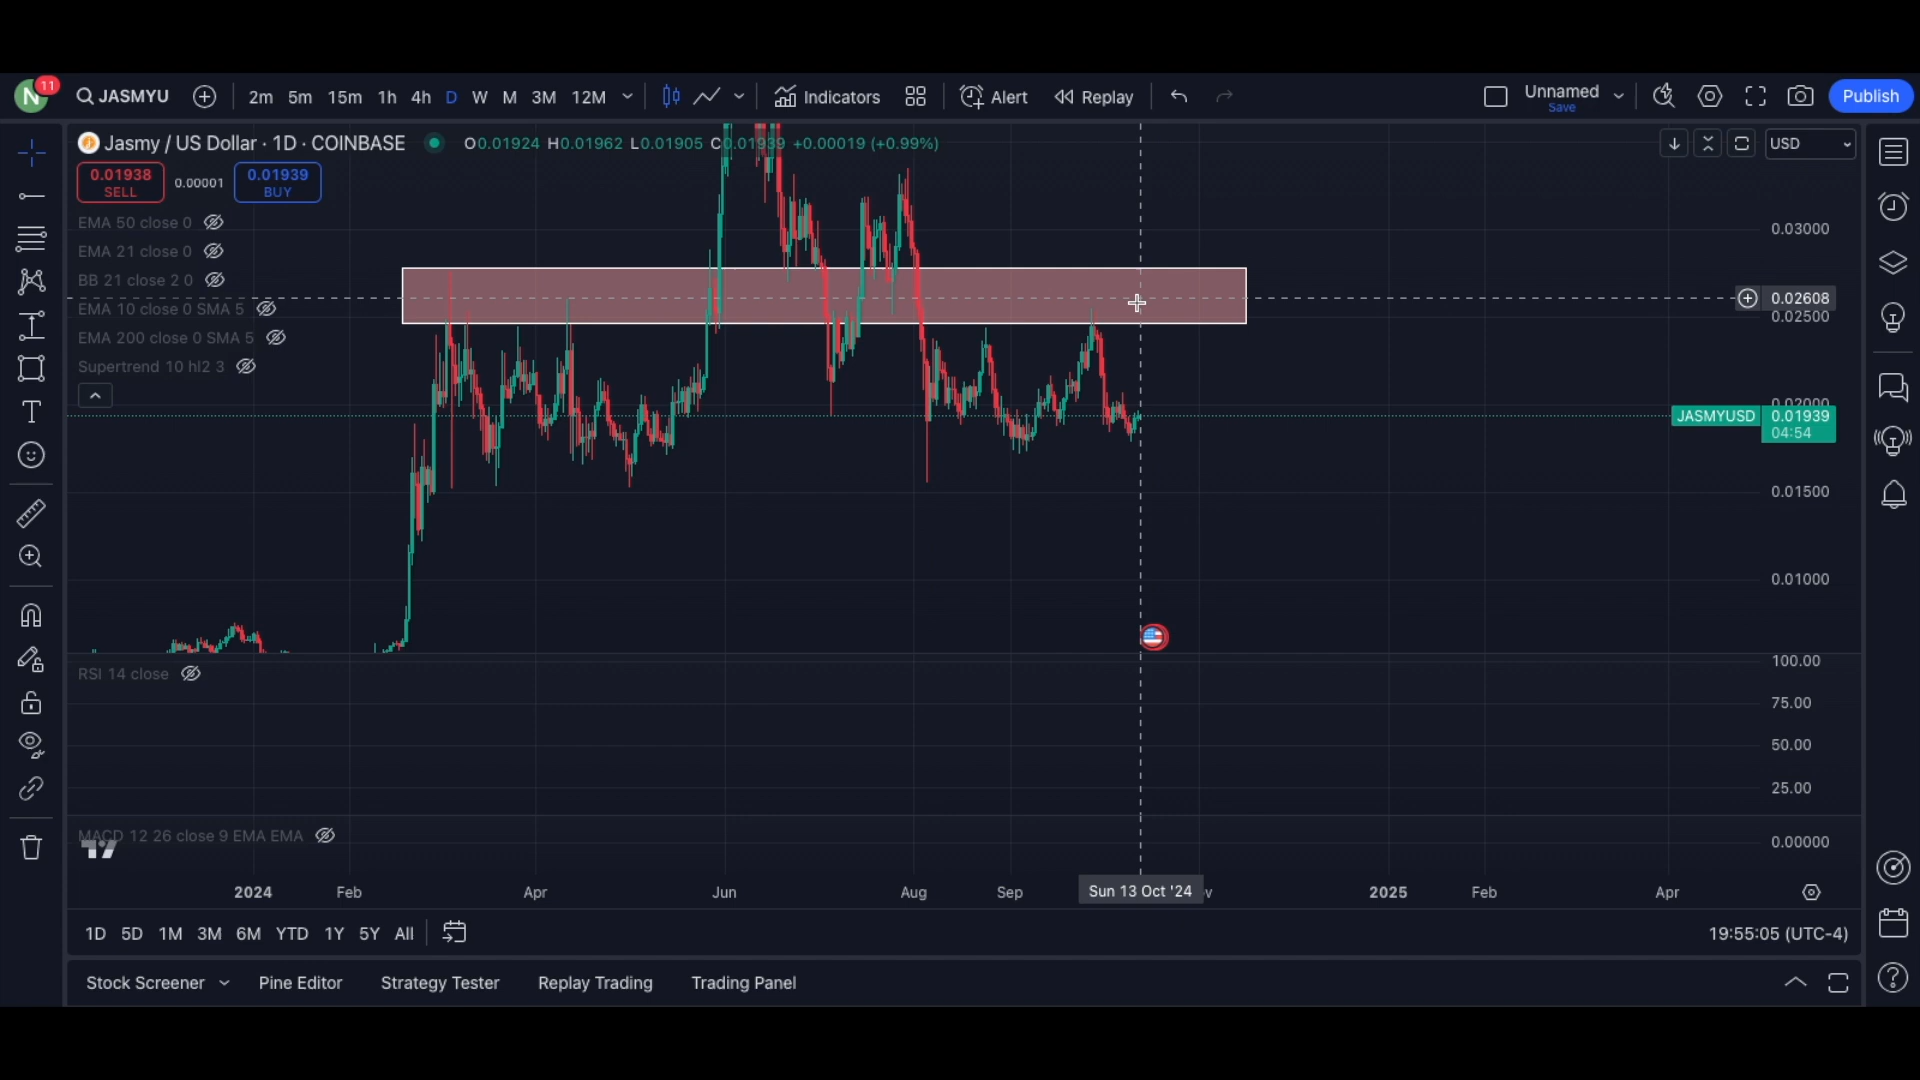 N 11 JASMYU 2m 5m 15m 1h 4h D W M 3M 12M Indicators Alert Replay Unnamed Save Publish
Jasmy / US Dollar · 1D · COINBASE O0.01924 H0.01962 L0.01905 C0.01939 +0.00019 (+0.99%) USD
0.01938 SELL 0.00001 0.01939 BUY
EMA 50 close 0
0.03000
EMA 21 close 0
BB 21 close 2 0
0.02608
EMA 10 close 0 SMA 5
0.02500
EMA 200 close 0 SMA 5
Supertrend 10 hl2 3
0.02000
JASMYUSD 0.01939
04:54
0.01500
0.01000
100.00
RSI 14 close
75.00
50.00
25.00
MACD 12 26 close 9 EMA EMA
0.00000
2024 Feb Apr Jun Aug Sep Sun 13 Oct '24 2025 Feb Apr
1D 5D 1M 3M 6M YTD 1Y 5Y All 19:55:05 (UTC-4)
Stock Screener Pine Editor Strategy Tester Replay Trading Trading Panel